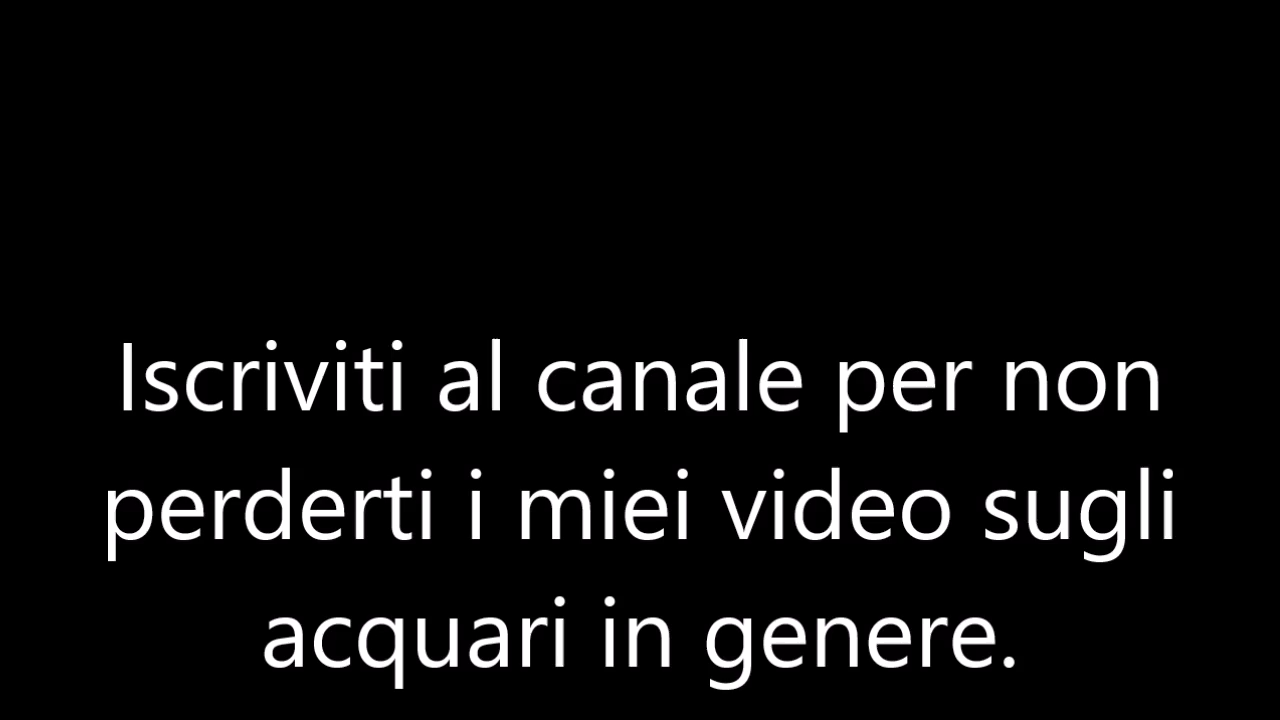 Iscriviti al canale per non
perderti i miei video sugli
acquari in genere.